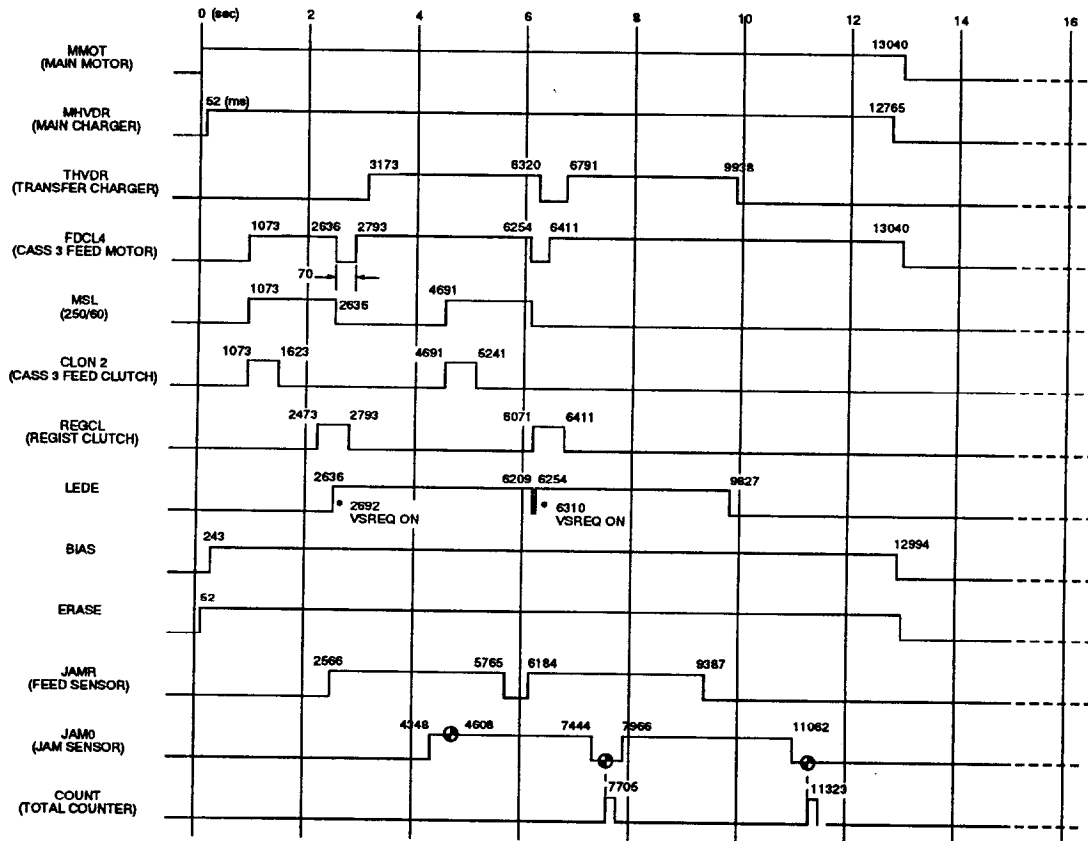 0 (sec) 2 4 6 8 10 12 14 16
MMOT
(MAIN MOTOR)
13040
MHVDR
(MAIN CHARGER)
52 (ms) 12765
THVDR
(TRANSFER CHARGER)
3173 6320 6791 9938
FDCL4
(CASS 3 FEED MOTOR)
1073 2636 2793 6254 6411 13040
70
MSL
(250/60)
1073 2636 4691
CLON 2
(CASS 3 FEED CLUTCH)
1073 1623 4691 5241
REGCL
(REGIST CLUTCH)
2473 2793 6071 6411
LEDE
2636 6209 6254 9827
2692
VSREQ ON
6310
VSREQ ON
BIAS
243 12994
ERASE
52
JAMR
(FEED SENSOR)
2566 5765 6184 9387
JAM0
(JAM SENSOR)
4348 4608 7444 7966 11062
COUNT
(TOTAL COUNTER)
7705 11323